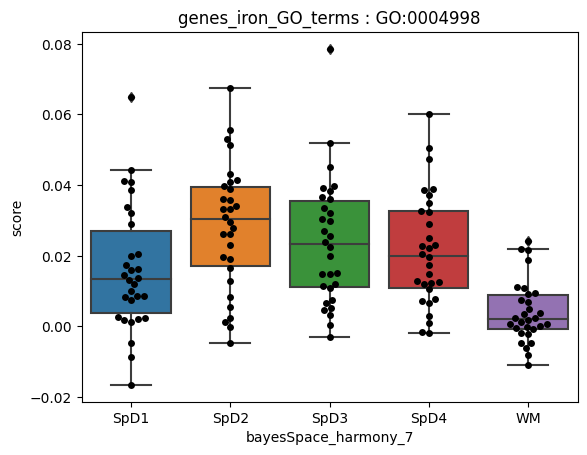 genes_iron_GO_terms : GO:0004998
0.08
0.06
0.04
0.02
0.00
−0.02
score
SpD1 SpD2 SpD3 SpD4 WM
bayesSpace_harmony_7